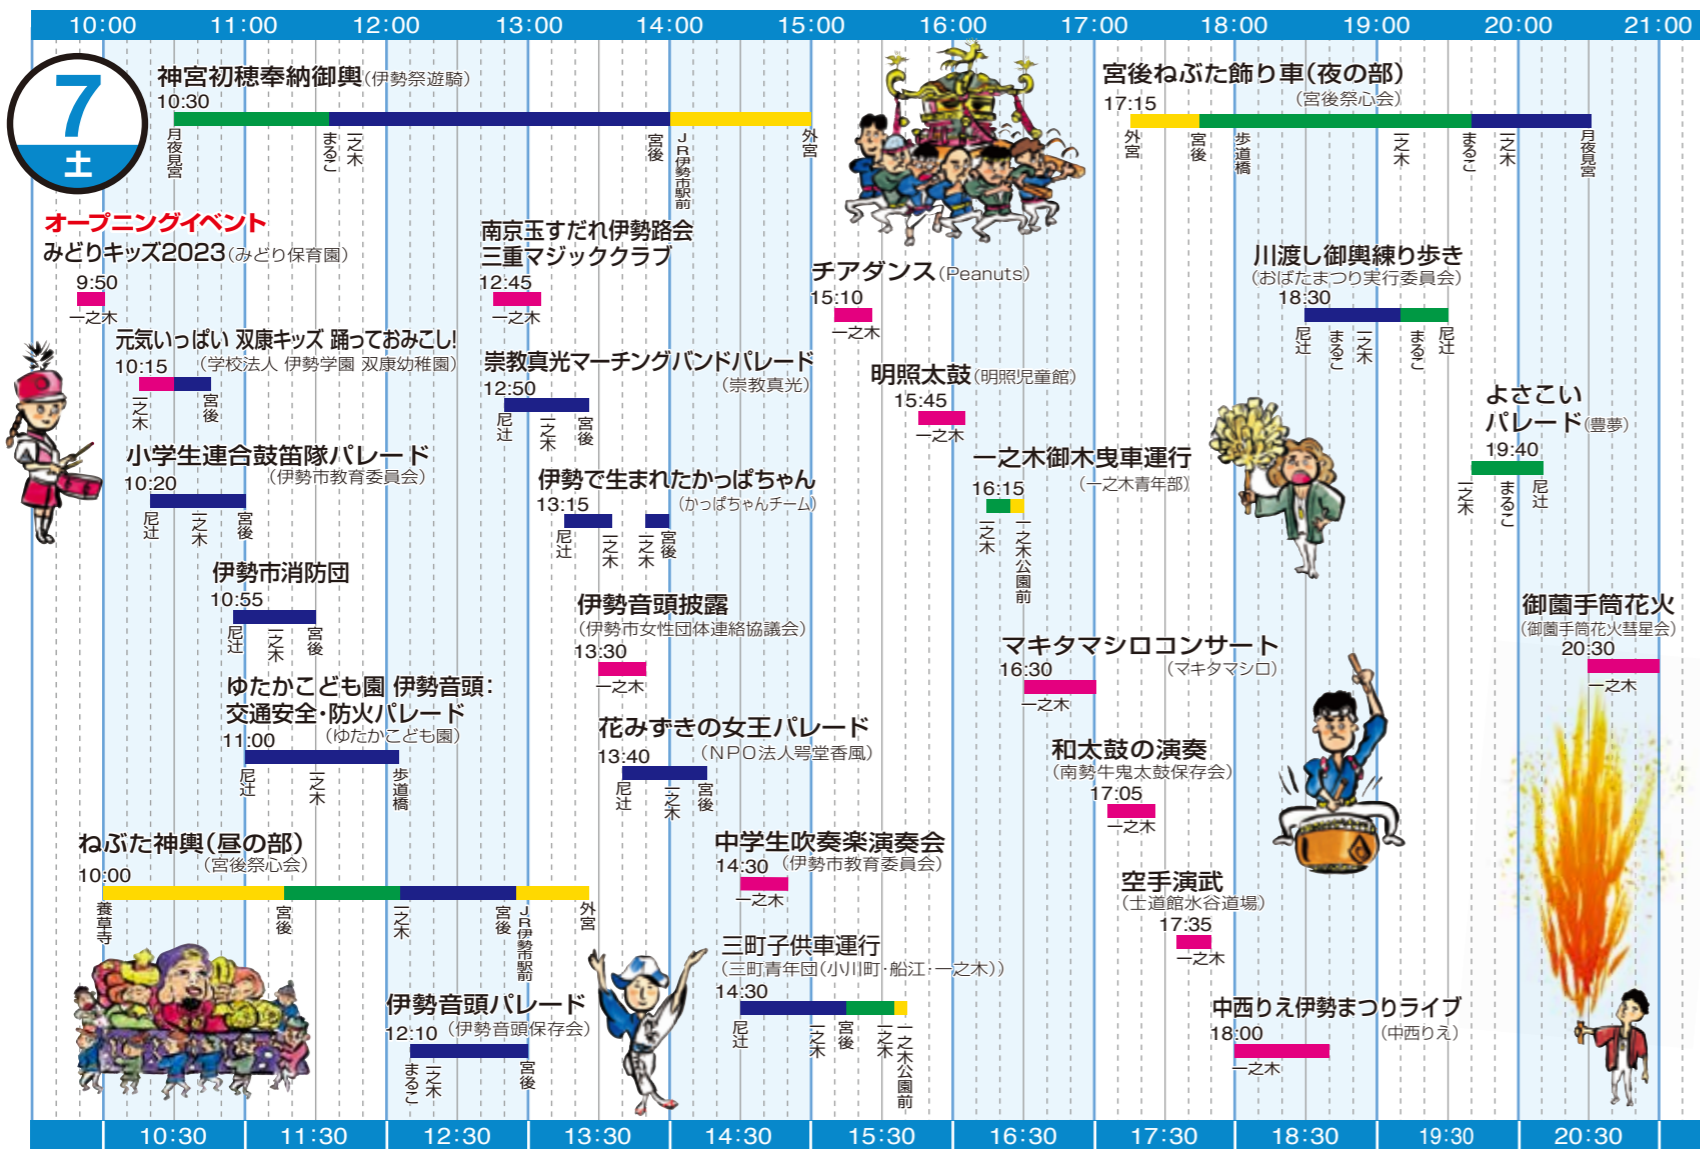 10:00 11:00 12:00 13:00 14:00 15:00 16:00 17:00 18:00 19:00 20:00 21:00
7
土
神宮初穂奉納御輿(伊勢祭遊騎)
10:30
月夜見宮
まるこ
一之木
宮後
JR伊勢市駅前
外宮
宮後ねぶた飾り車(夜の部)
(宮後祭心会)
17:15
外宮
宮後
歩道橋
一之木
まるこ
一之木
月夜見宮
オープニングイベント
みどりキッズ2023(みどり保育園)
9:50
一之木
元気いっぱい 双康キッズ 踊っておみこし!
(学校法人 伊勢学園 双康幼稚園)
10:15
一之木
宮後
小学生連合鼓笛隊パレード
(伊勢市教育委員会)
10:20
尼辻
一之木
宮後
伊勢市消防団
10:55
尼辻
一之木
宮後
ゆたかこども園 伊勢音頭:
交通安全・防火パレード
(ゆたかこども園)
11:00
尼辻
一之木
歩道橋
ねぶた神輿(昼の部)
(宮後祭心会)
10:00
養草寺
宮後
一之木
宮後
JR伊勢市駅前
外宮
伊勢音頭パレード
(伊勢音頭保存会)
12:10
まるこ
一之木
宮後
南京玉すだれ伊勢路会
三重マジッククラブ
12:45
一之木
崇教真光マーチングバンドパレード
(崇教真光)
12:50
尼辻
一之木
宮後
伊勢で生まれたかっぱちゃん
(かっぱちゃんチーム)
13:15
尼辻
一之木
一之木
宮後
伊勢音頭披露
(伊勢市女性団体連絡協議会)
13:30
一之木
花みずきの女王パレード
(NPO法人咢堂香風)
13:40
尼辻
一之木
宮後
中学生吹奏楽演奏会
(伊勢市教育委員会)
14:30
一之木
三町子供車運行
(三町青年団(小川町・船江・一之木))
14:30
尼辻
一之木
宮後
一之木
一之木公園前
チアダンス(Peanuts)
15:10
一之木
明照太鼓(明照児童館)
15:45
一之木
一之木御木曳車運行
(一之木青年部)
16:15
一之木
一之木公園前
マキタマシロコンサート
(マキタマシロ)
16:30
一之木
和太鼓の演奏
(南勢牛鬼太鼓保存会)
17:05
一之木
空手演武
(士道館水谷道場)
17:35
一之木
中西りえ伊勢まつりライブ
(中西りえ)
18:00
一之木
川渡し御輿練り歩き
(おばたまつり実行委員会)
18:30
尼辻
まるこ
一之木
まるこ
尼辻
よさこい
パレード(豊夢)
19:40
一之木
まるこ
尼辻
御薗手筒花火
(御薗手筒花火彗星会)
20:30
一之木
10:30 11:30 12:30 13:30 14:30 15:30 16:30 17:30 18:30 19:30 20:30